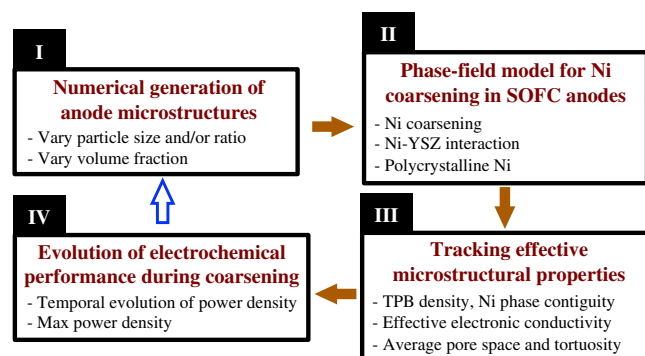 I
Numerical generation of
anode microstructures
- Vary particle size and/or ratio
- Vary volume fraction
II
Phase-field model for Ni
coarsening in SOFC anodes
- Ni coarsening
- Ni-YSZ interaction
- Polycrystalline Ni
III
Tracking effective
microstructural properties
- TPB density, Ni phase contiguity
- Effective electronic conductivity
- Average pore space and tortuosity
IV
Evolution of electrochemical
performance during coarsening
- Temporal evolution of power density
- Max power density